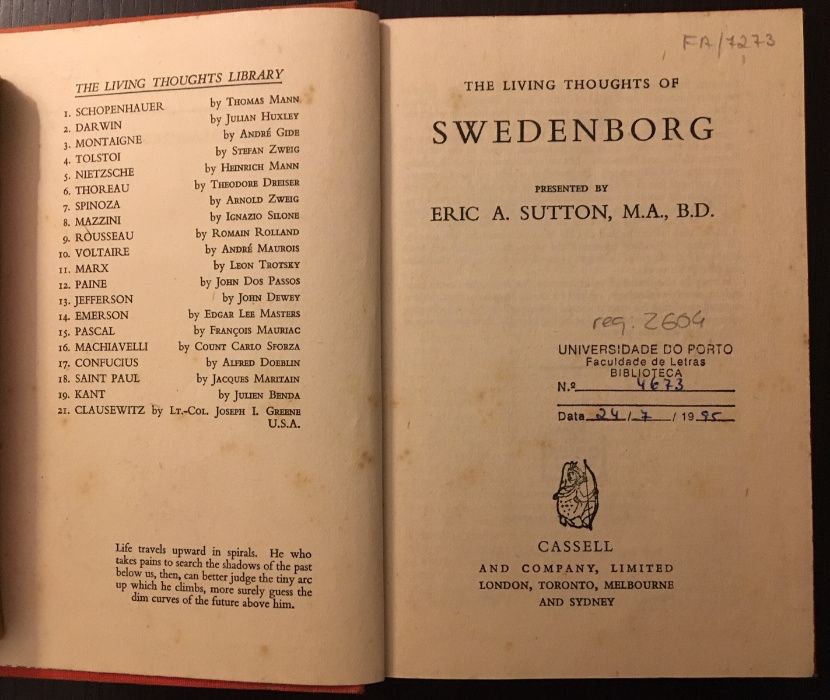 THE LIVING THOUGHTS LIBRARY
1. SCHOPENHAUER by THOMAS MANN
2. DARWIN by JULIAN HUXLEY
3. MONTAIGNE by ANDRÉ GIDE
4. TOLSTOI by STEFAN ZWEIG
5. NIETZSCHE by HEINRICH MANN
6. THOREAU by THEODORE DREISER
7. SPINOZA by ARNOLD ZWEIG
8. MAZZINI by IGNAZIO SILONE
9. ROUSSEAU by ROMAIN ROLLAND
10. VOLTAIRE by ANDRÉ MAUROIS
11. MARX by LEON TROTSKY
12. PAINE by JOHN DOS PASSOS
13. JEFFERSON by JOHN DEWEY
14. EMERSON by EDGAR LEE MASTERS
15. PASCAL by FRANÇOIS MAURIAC
16. MACHIAVELLI by COUNT CARLO SFORZA
17. CONFUCIUS by ALFRED DOEBLIN
18. SAINT PAUL by JACQUES MARITAIN
19. KANT by JULIEN BENDA
21. CLAUSEWITZ by LT.-COL. JOSEPH I. GREENE
U.S.A.
Life travels upward in spirals. He who
takes pains to search the shadows of the past
below us, then, can better judge the tiny arc
up which he climbs, more surely guess the
dim curves of the future above him.
FA/7273
THE LIVING THOUGHTS OF
SWEDENBORG
PRESENTED BY
ERIC A. SUTTON, M.A., B.D.
reg: 2604
UNIVERSIDADE DO PORTO
Faculdade de Letras
BIBLIOTECA
N.º 4673
Data 24/7/1995
CASSELL
AND COMPANY, LIMITED
LONDON, TORONTO, MELBOURNE
AND SYDNEY